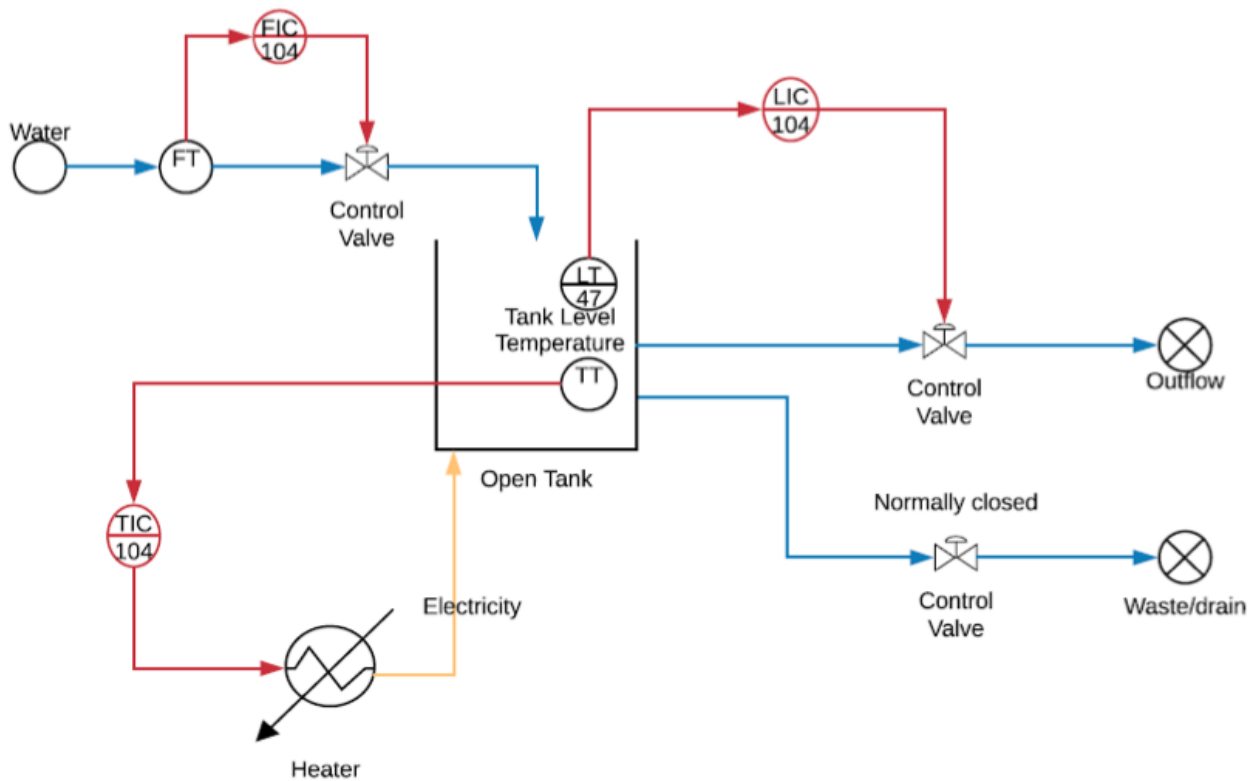 FIC
104
Water
FT
Control
Valve
LIC
104
LT
47
Tank Level
Temperature
TT
Control
Valve
Outflow
Open Tank
Normally closed
TIC
104
Control
Valve
Waste/drain
Electricity
Heater